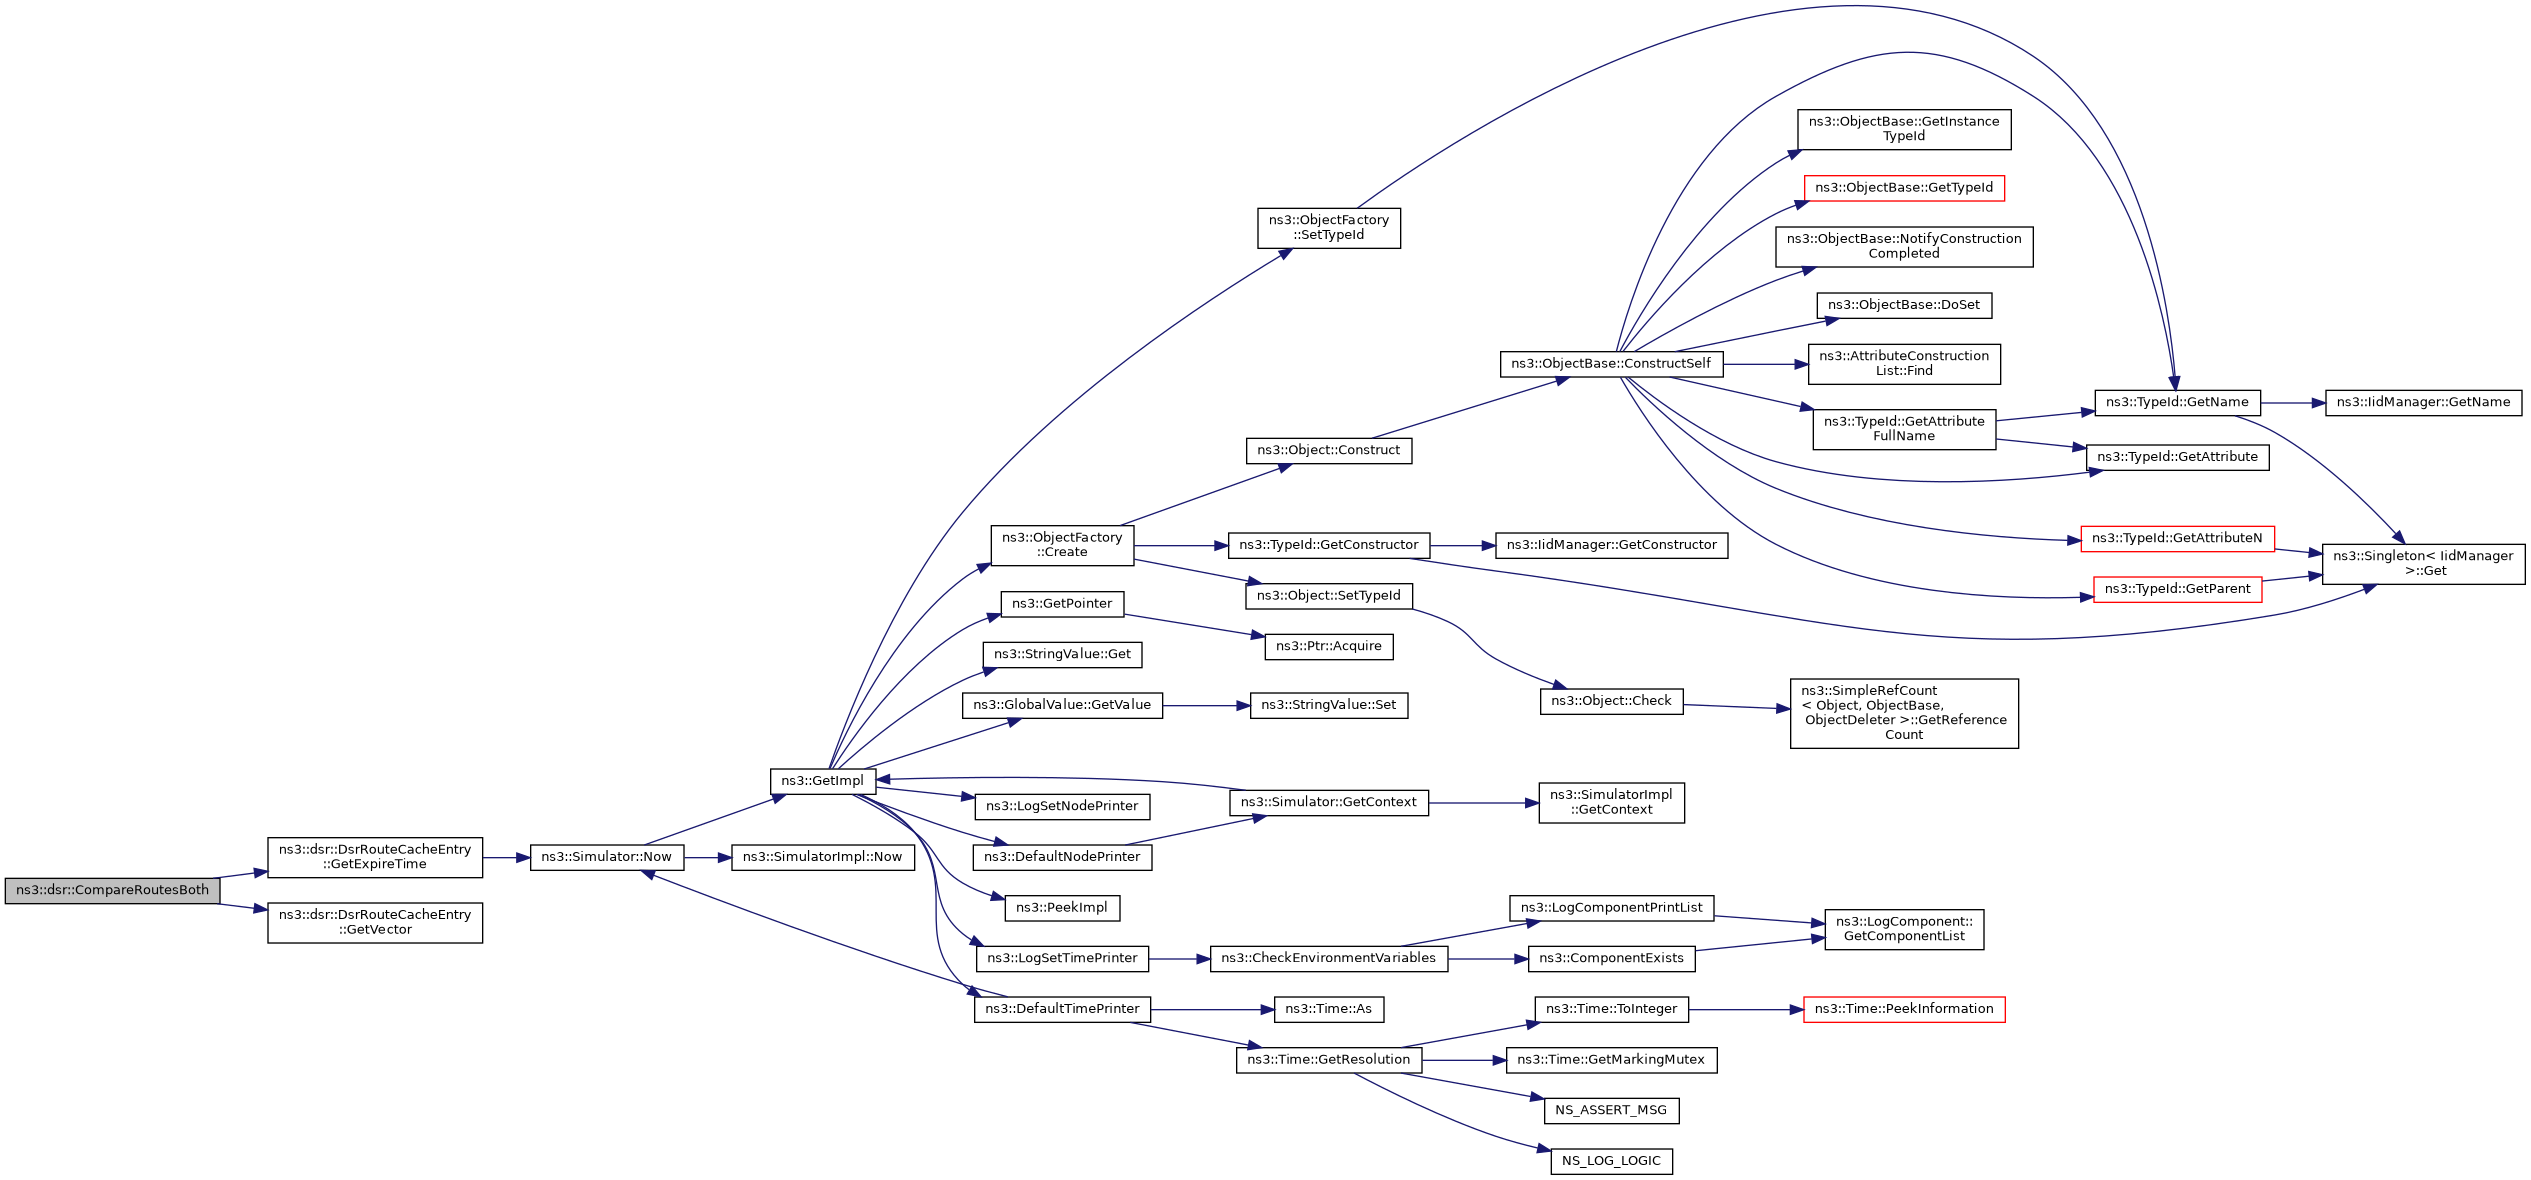 ns3::dsr::CompareRoutesBoth
ns3::dsr::DsrRouteCacheEntry
::GetExpireTime
ns3::dsr::DsrRouteCacheEntry
::GetVector
ns3::Simulator::Now
ns3::GetImpl
ns3::SimulatorImpl::Now
ns3::ObjectFactory
::SetTypeId
ns3::ObjectFactory
::Create
ns3::GetPointer
ns3::StringValue::Get
ns3::GlobalValue::GetValue
ns3::LogSetNodePrinter
ns3::DefaultNodePrinter
ns3::PeekImpl
ns3::LogSetTimePrinter
ns3::DefaultTimePrinter
ns3::Object::Construct
ns3::TypeId::GetConstructor
ns3::Object::SetTypeId
ns3::Ptr::Acquire
ns3::StringValue::Set
ns3::Simulator::GetContext
ns3::CheckEnvironmentVariables
ns3::Time::As
ns3::Time::GetResolution
ns3::ObjectBase::ConstructSelf
ns3::IidManager::GetConstructor
ns3::Object::Check
ns3::SimulatorImpl
::GetContext
ns3::LogComponentPrintList
ns3::ComponentExists
ns3::Time::ToInteger
ns3::Time::GetMarkingMutex
NS_ASSERT_MSG
NS_LOG_LOGIC
ns3::ObjectBase::GetInstance
TypeId
ns3::ObjectBase::GetTypeId
ns3::ObjectBase::NotifyConstruction
Completed
ns3::ObjectBase::DoSet
ns3::AttributeConstruction
List::Find
ns3::TypeId::GetAttribute
FullName
ns3::SimpleRefCount
< Object, ObjectBase,
ObjectDeleter >::GetReference
Count
ns3::LogComponent::
GetComponentList
ns3::Time::PeekInformation
ns3::TypeId::GetName
ns3::TypeId::GetAttribute
ns3::TypeId::GetAttributeN
ns3::TypeId::GetParent
ns3::IidManager::GetName
ns3::Singleton< IidManager
>::Get